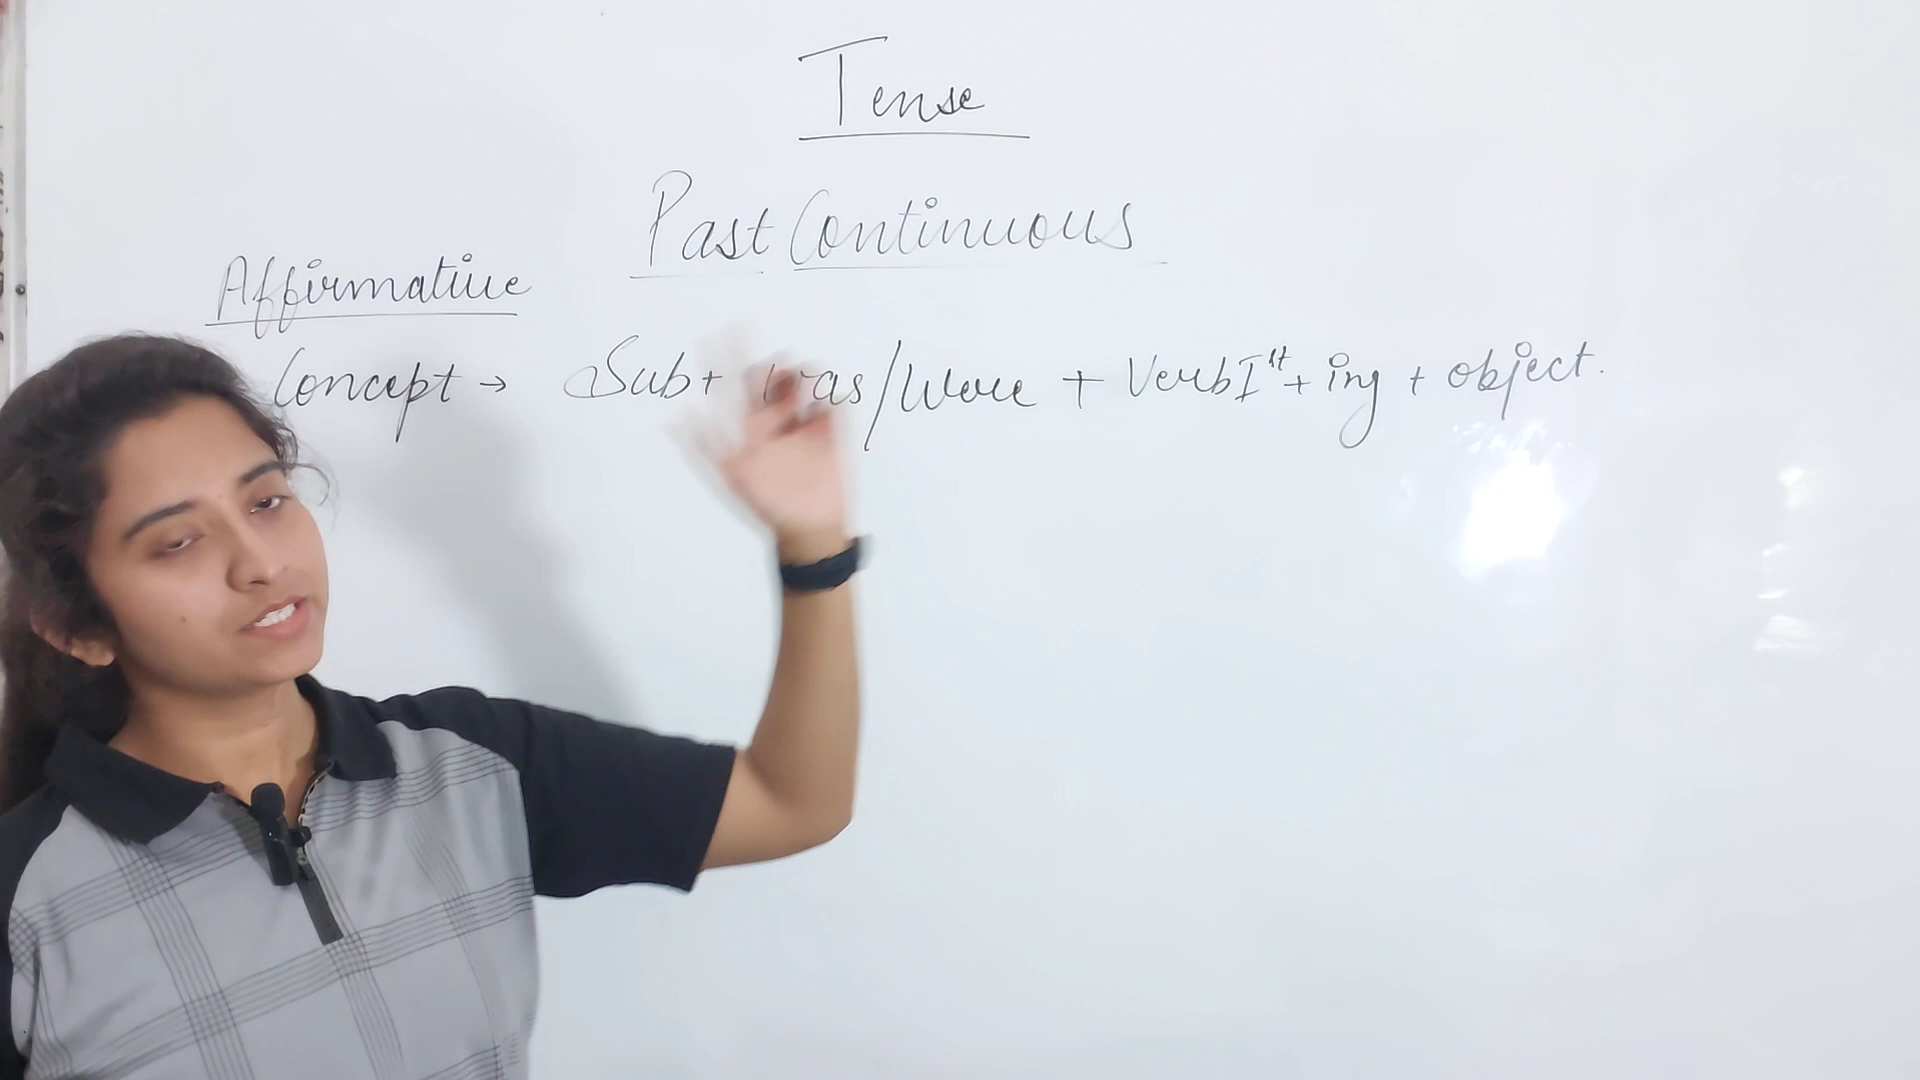 Tense
Past Continuous
Affirmative
Concept → Sub + was/were + Verb I st + ing + object.